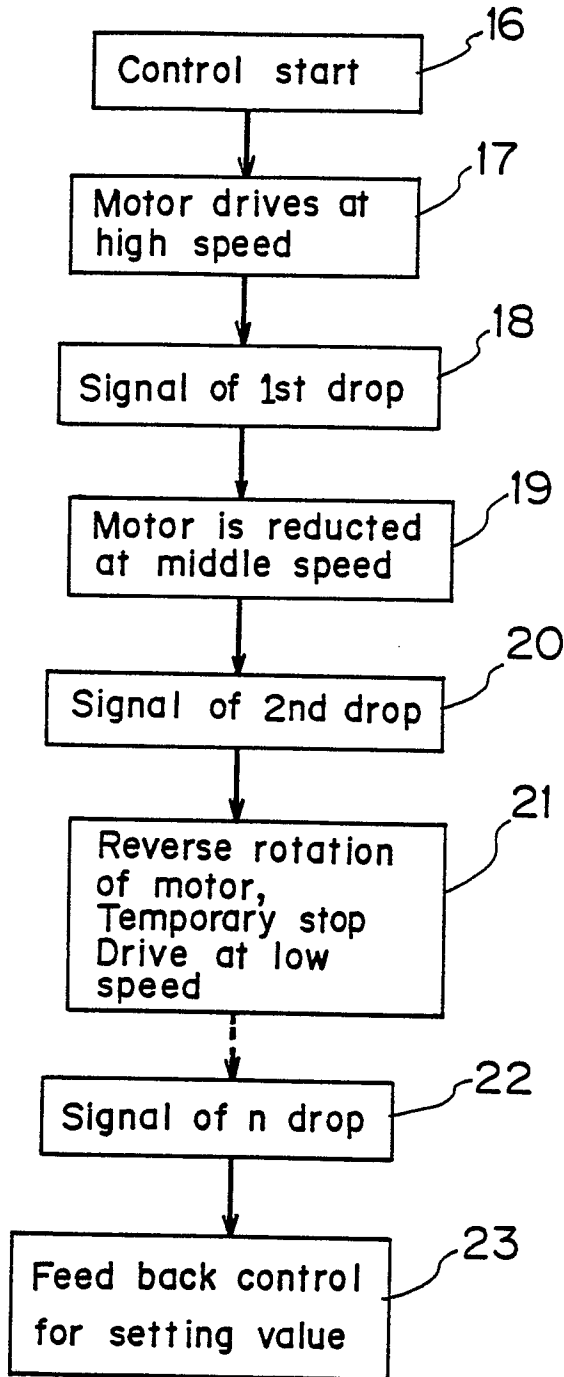 16
Control start
17
Motor drives at
high speed
18
Signal of 1st drop
19
Motor is reducted
at middle speed
20
Signal of 2nd drop
21
Reverse rotation
of motor,
Temporary stop
Drive at low
speed
22
Signal of n drop
23
Feed back control
for setting value